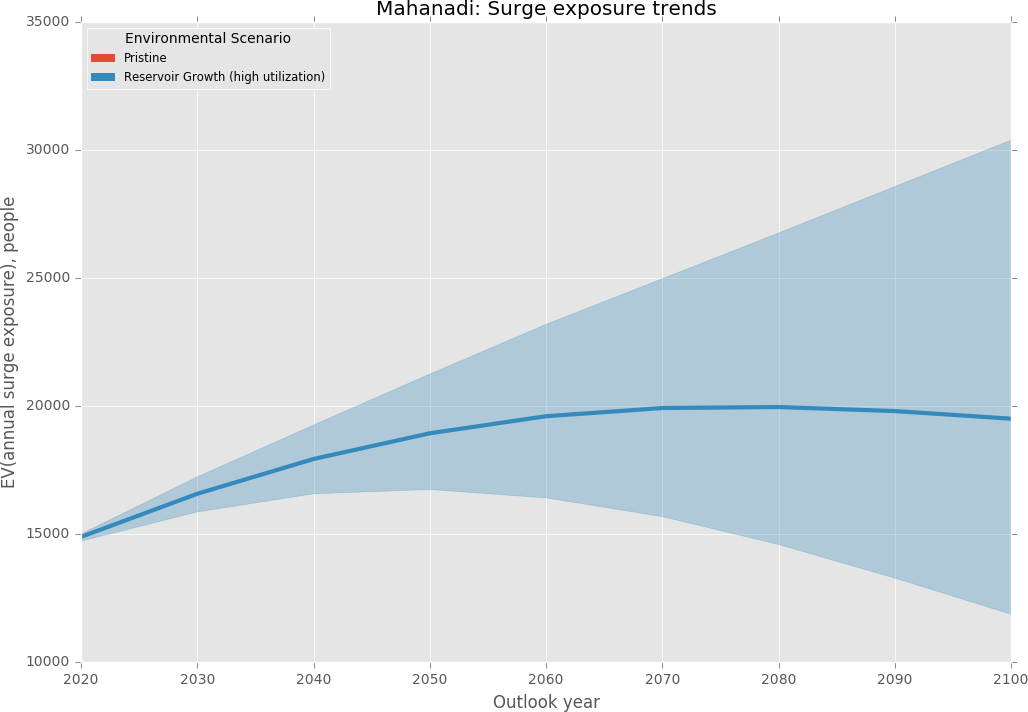 Mahanadi: Surge exposure trends
35000
Environmental Scenario
Pristine
Reservoir Growth (high utilization)
30000
25000
20000
15000
10000
EV(annual surge exposure), people
2020 2030 2040 2050 2060 2070 2080 2090 2100
Outlook year